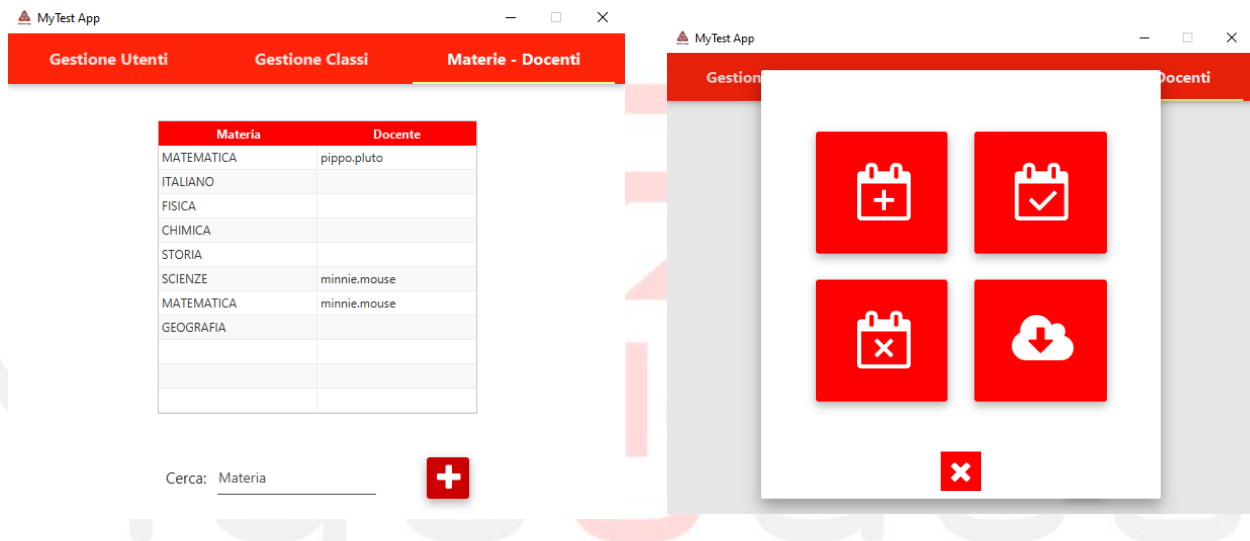 MyTest App
Gestione Utenti Gestione Classi Materie - Docenti
Materia Docente
MATEMATICA pippo.pluto
ITALIANO
FISICA
CHIMICA
STORIA
SCIENZE minnie.mouse
MATEMATICA minnie.mouse
GEOGRAFIA
Cerca: Materia
MyTest App
Gestion Docenti